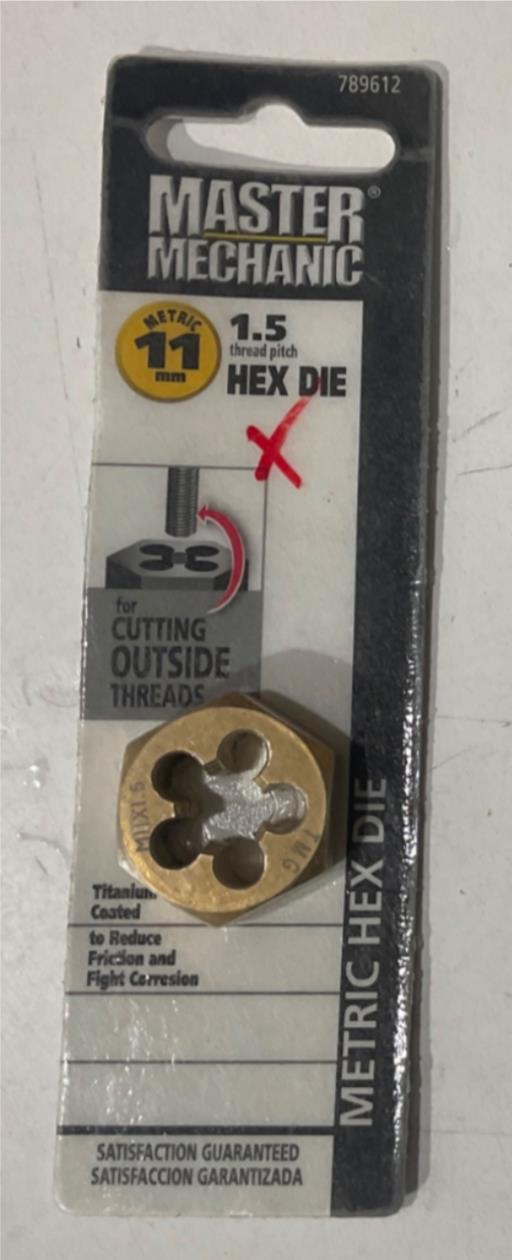 789612
MASTER
MECHANIC®
METRIC
11
mm
1.5
thread pitch
HEX DIE
for
CUTTING
OUTSIDE
THREADS
M11X1.5
TMG
Titanium
Coated
to Reduce
Friction and
Fight Corresion
METRIC HEX DIE
SATISFACTION GUARANTEED
SATISFACCION GARANTIZADA